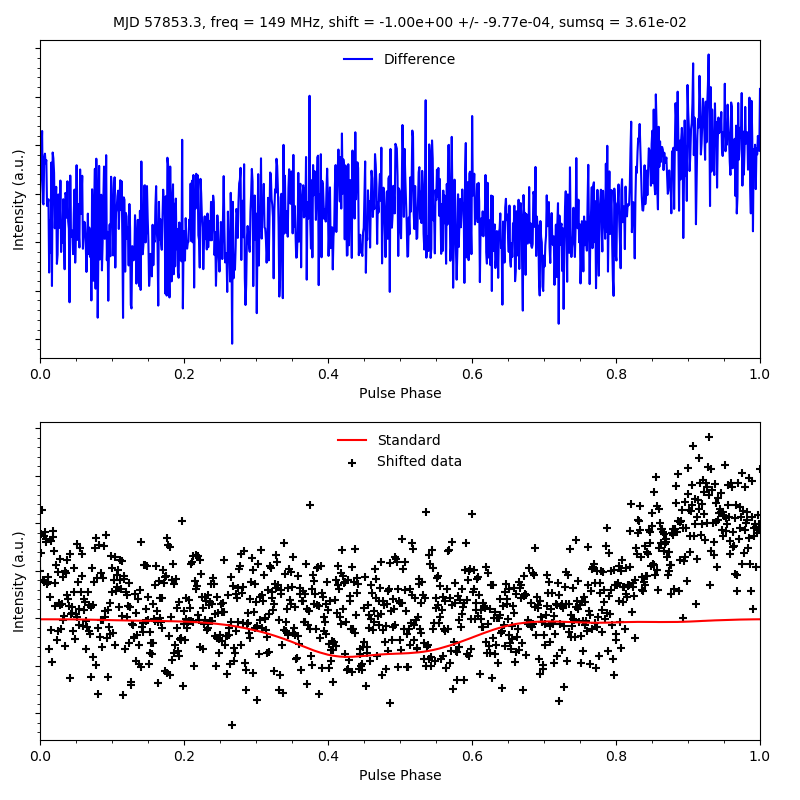 MJD 57853.3, freq = 149 MHz, shift = -1.00e+00 +/- -9.77e-04, sumsq = 3.61e-02
Difference
Intensity (a.u.)
0.0 0.2 0.4 0.6 0.8 1.0
Pulse Phase
Standard
Shifted data
Intensity (a.u.)
0.0 0.2 0.4 0.6 0.8 1.0
Pulse Phase